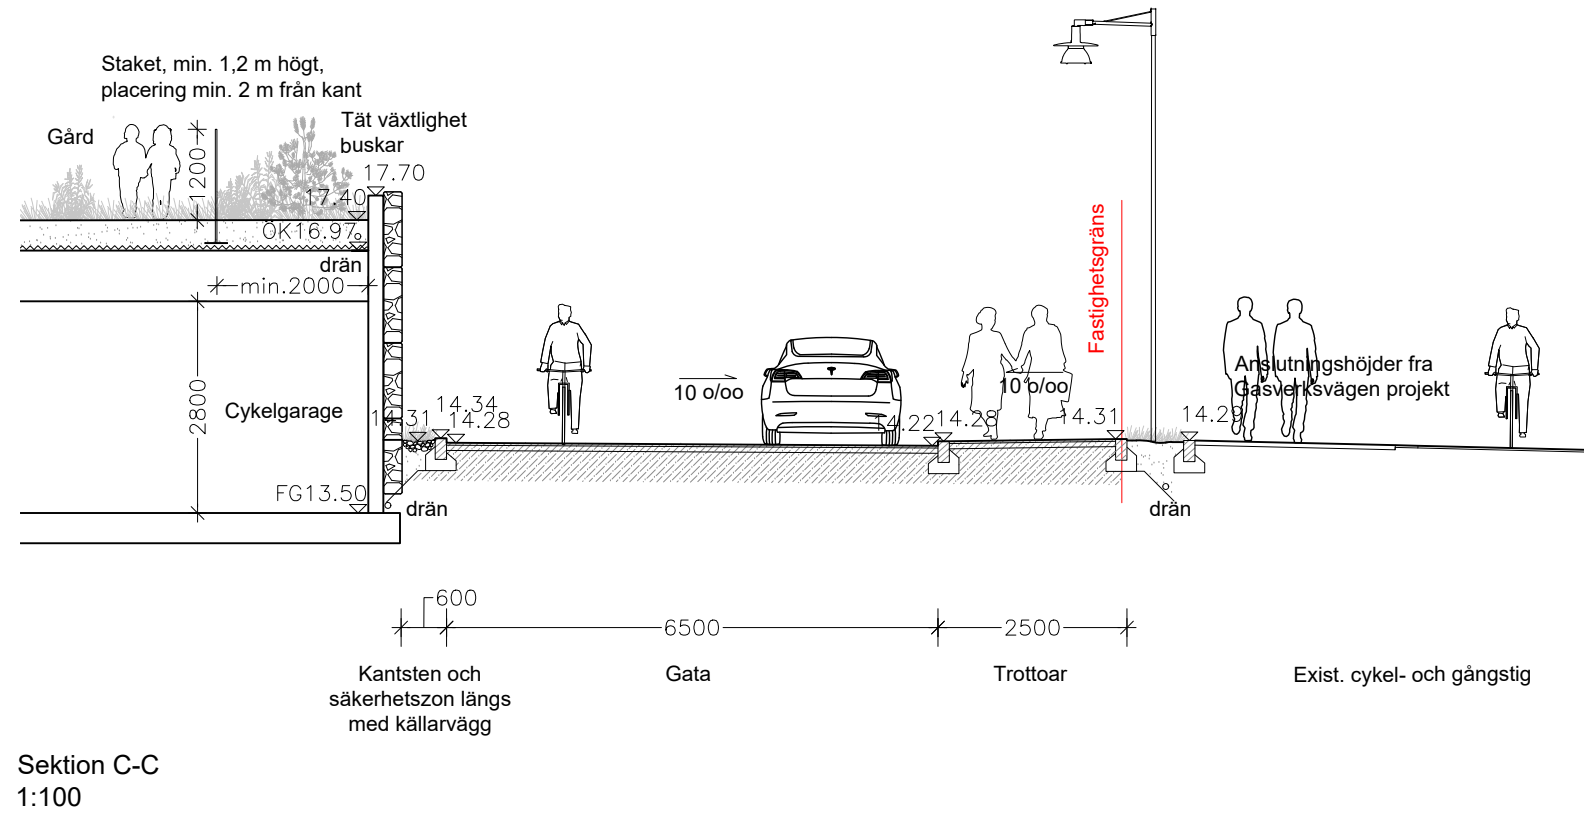 Staket, min. 1,2 m högt,
placering min. 2 m från kant
Gård
Tät växtlighet
buskar
1200
17.70
17.40
ÖK16.97
drän
min.2000
2800
Cykelgarage
FG13.50
drän
14.31
14.34
14.28
10 o/oo
14.22
14.28
10 o/oo
14.31
Fastighetsgräns
14.29
Anslutningshöjder fra
Gasverksvägen projekt
drän
600
6500
2500
Kantsten och
säkerhetszon längs
med källarvägg
Gata
Trottoar
Exist. cykel- och gångstig
Sektion C-C
1:100